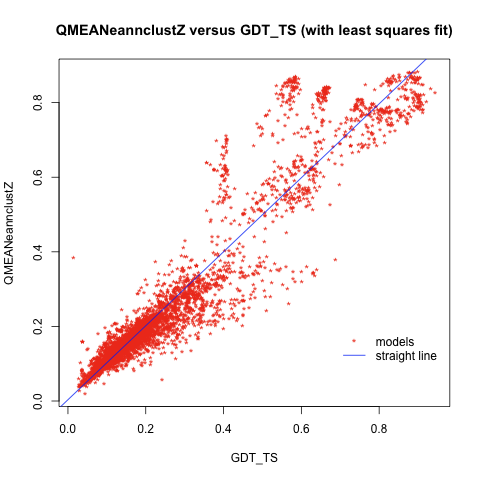 QMEANeannclustZ versus GDT_TS (with least squares fit)
QMEANearnnclustZ
0.8
0.6
0.4
0.2
0.0
0.0 0.2 0.4 0.6 0.8
GDT_TS
models
straight line